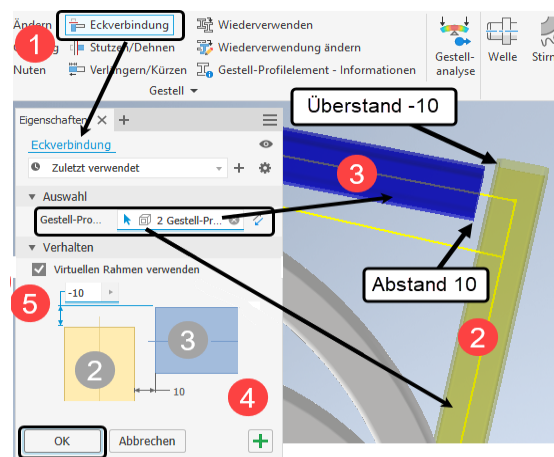 Ändern
Eckverbindung
Wiederverwenden
1
Stutzen/Dehnen
Wiederverwendung ändern
Nuten
Verlängern/Kürzen
Gestell-Profilelement - Informationen
Gestell-
analyse
Welle
Stirn
Gestell
Eigenschaften
Überstand -10
Eckverbindung
Zuletzt verwendet
3
Auswahl
Gestell-Pro...
2 Gestell-Pr...
Verhalten
Abstand 10
Virtuellen Rahmen verwenden
5
-10
2
3
2
4
10
OK
Abbrechen